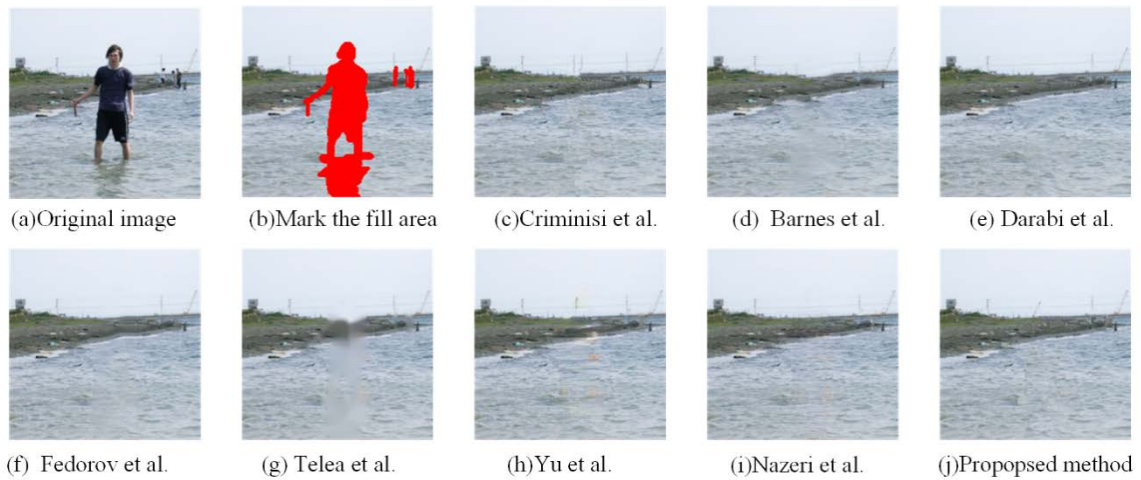 (a)Original image
(b)Mark the fill area
(c)Criminisi et al.
(d) Barnes et al.
(e) Darabi et al.
(f) Fedorov et al.
(g) Telea et al.
(h)Yu et al.
(i)Nazeri et al.
(j)Propopsed method